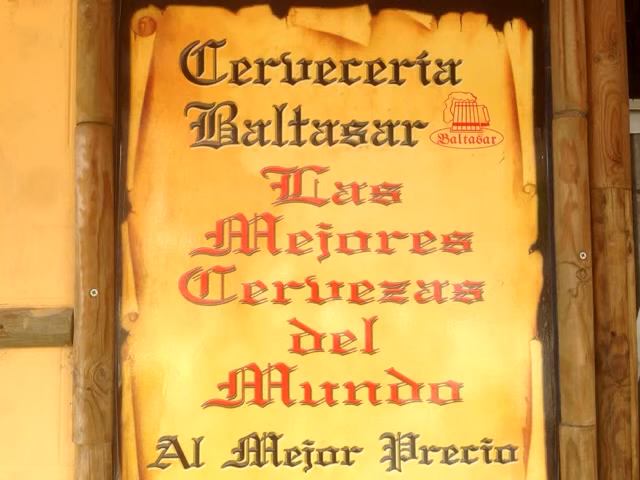 Cervecería
Baltasar
Baltasar
Las
Mejores
Cervezas
del
Mundo
Al Mejor Precio